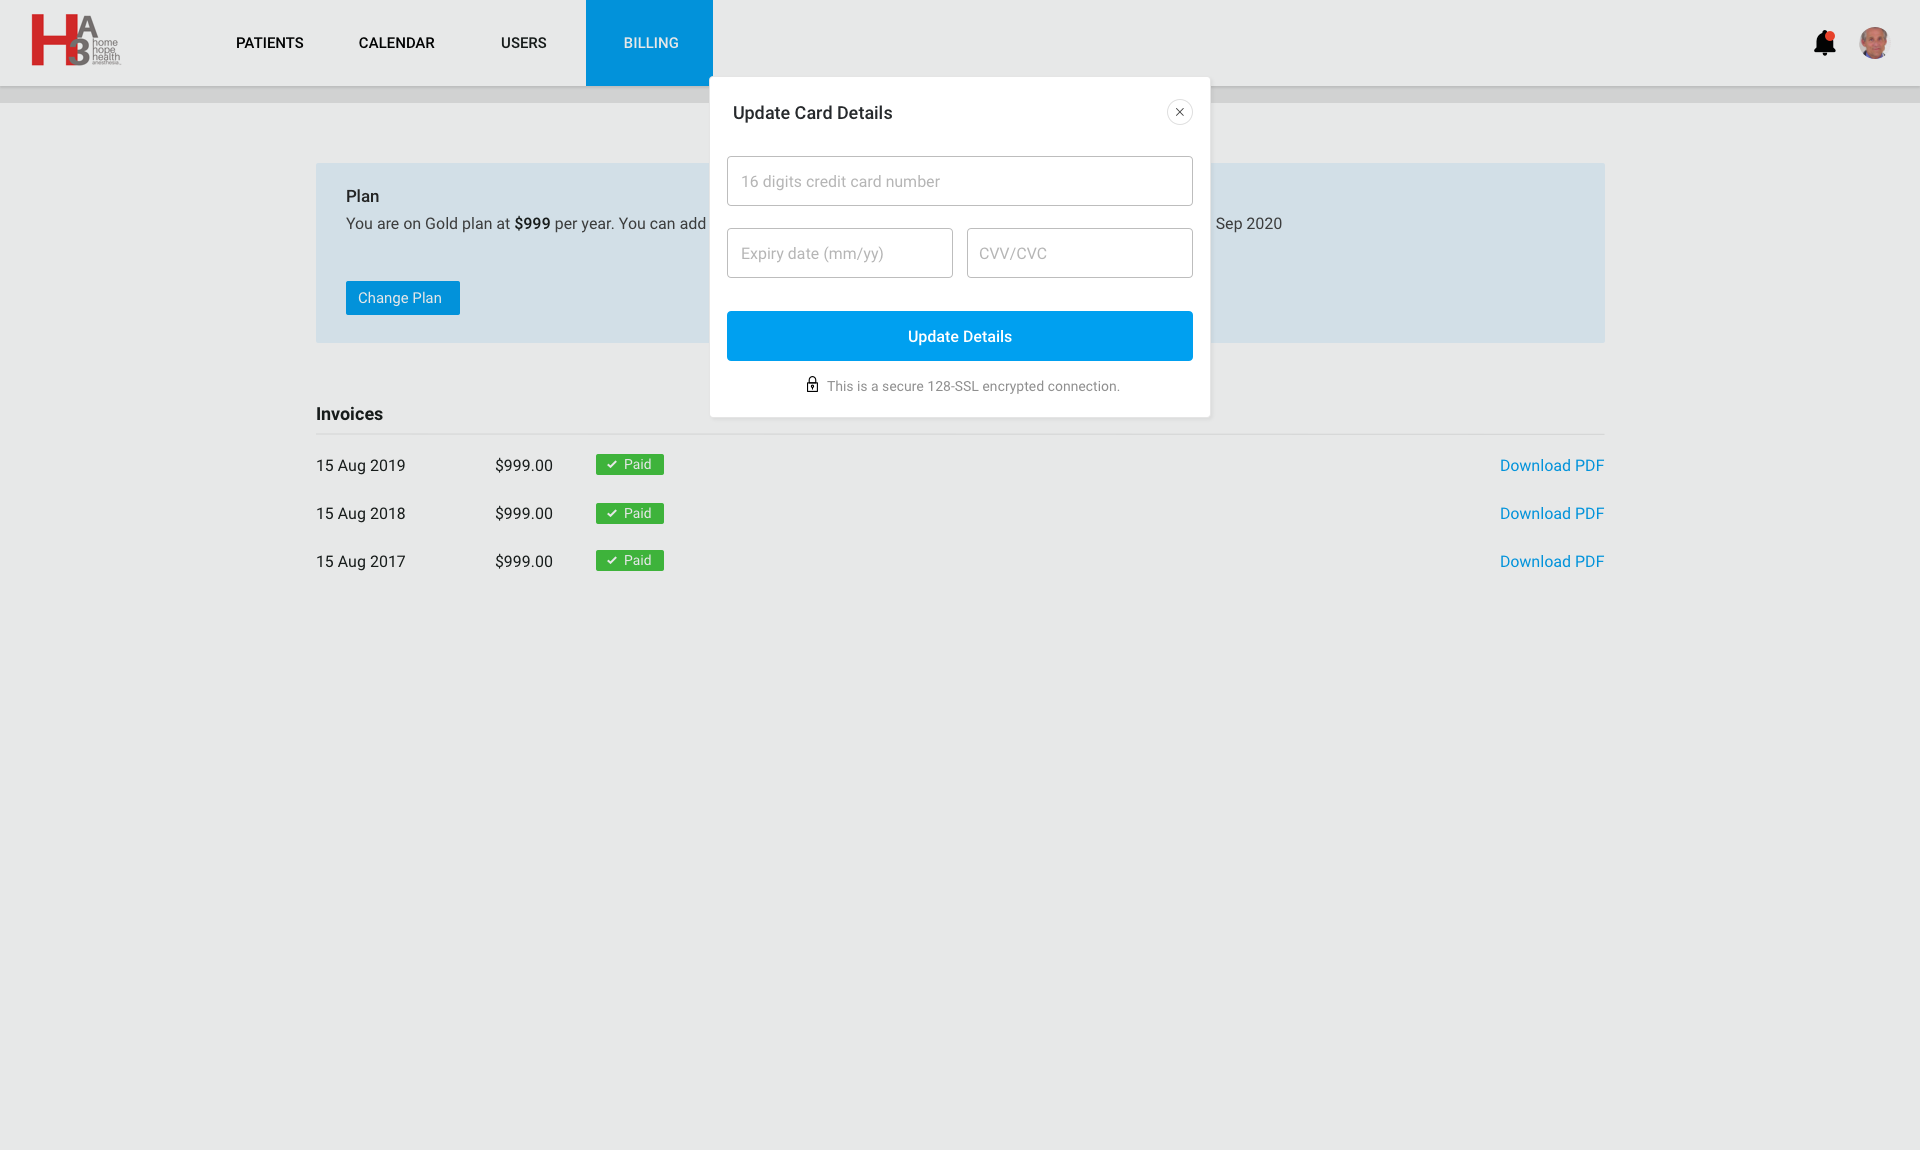 HA3
home
hope
health
anesthesia
PATIENTS
CALENDAR
USERS
BILLING
Update Card Details
16 digits credit card number
Expiry date (mm/yy)
CVV/CVC
Update Details
This is a secure 128-SSL encrypted connection.
Plan
You are on Gold plan at $999 per year. You can add
Sep 2020
Change Plan
Invoices
15 Aug 2019 $999.00 Paid Download PDF
15 Aug 2018 $999.00 Paid Download PDF
15 Aug 2017 $999.00 Paid Download PDF